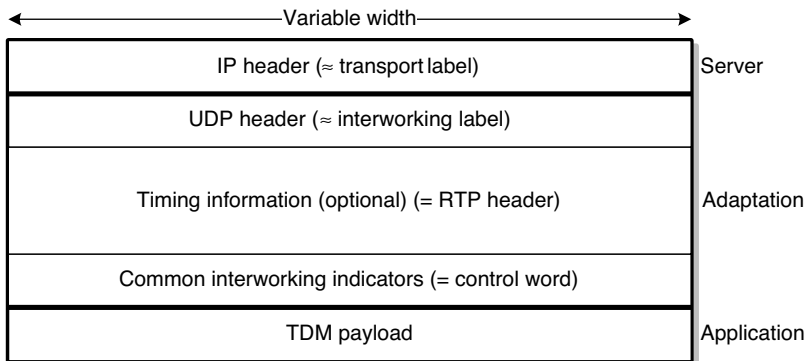 Variable width
IP header (≈ transport label)
Server
UDP header (≈ interworking label)
Timing information (optional) (= RTP header)
Adaptation
Common interworking indicators (= control word)
TDM payload
Application